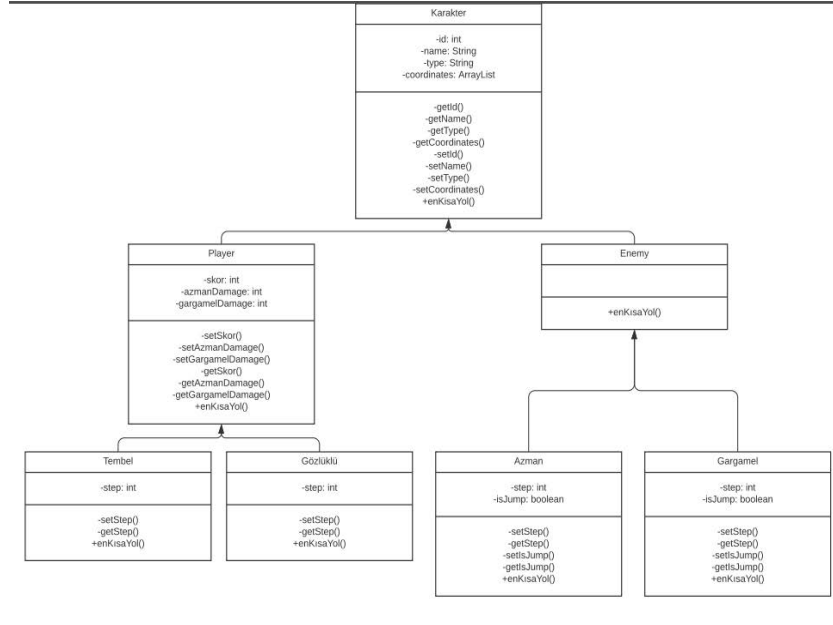 Karakter
-id: int
-name: String
-type: String
-coordinates: ArrayList
-getId()
-getName()
-getType()
-getCoordinates()
-setId()
-setName()
-setType()
-setCoordinates()
+enKisaYol()
Player
-skor: int
-azmanDamage: int
-gargamelDamage: int
-setSkor()
-setAzmanDamage()
-setGargamelDamage()
-getSkor()
-getAzmanDamage()
-getGargamelDamage()
+enKısaYol()
Enemy
+enKısaYol()
Tembel
-step: int
-setStep()
-getStep()
+enKısaYol()
Gözlüklü
-step: int
-setStep()
-getStep()
+enKısaYol()
Azman
-step: int
-isJump: boolean
-setStep()
-getStep()
-setIsJump()
-getIsJump()
+enKısaYol()
Gargamel
-step: int
-isJump: boolean
-setStep()
-getStep()
-setIsJump()
-getIsJump()
+enKısaYol()